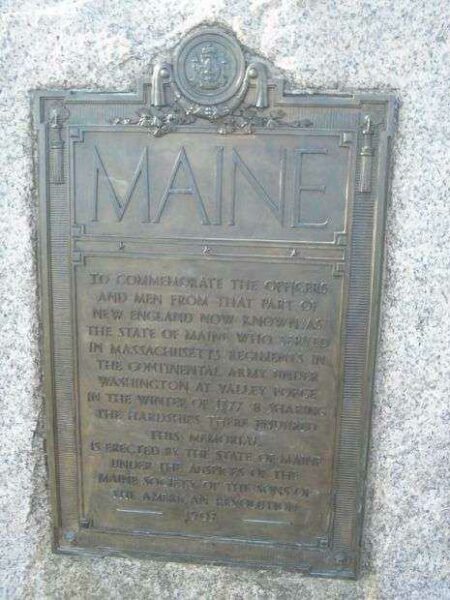 MAINE
TO COMMEMORATE THE OFFICERS
AND MEN FROM THAT PART OF
NEW ENGLAND NOW KNOWN AS
THE STATE OF MAINE WHO SERVED
IN MASSACHUSETTS REGIMENTS IN
THE CONTINENTAL ARMY UNDER
WASHINGTON AT VALLEY FORGE
IN THE WINTER OF 1777-8 SHARING
THE HARDSHIPS THERE ENDURED
THIS MEMORIAL
IS ERECTED BY THE STATE OF MAINE
UNDER THE AUSPICES OF THE
MAINE SOCIETY OF THE SONS OF
THE AMERICAN REVOLUTION